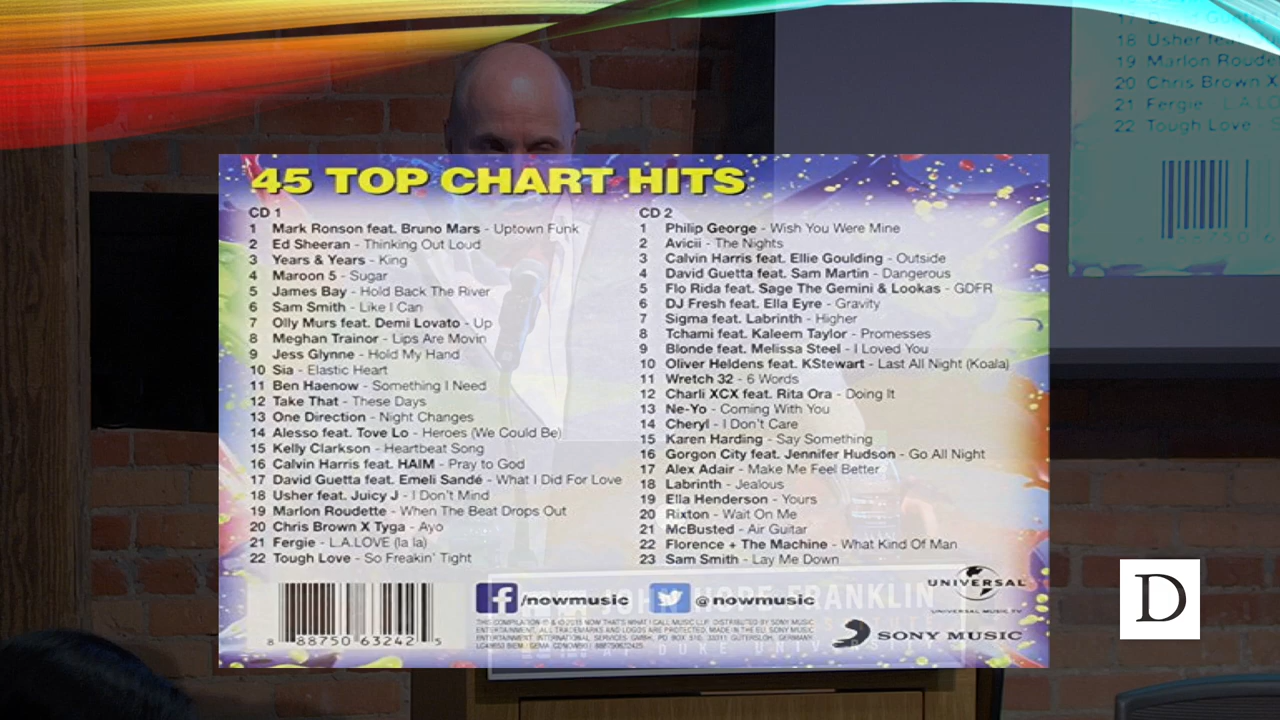 18 Usher fea
19 Marlon Roude
20 Chris Brown X
21 Fergie - L.A.LO
22 Tough Love - S
45 TOP CHART HITS
CD 1
1 Mark Ronson feat. Bruno Mars - Uptown Funk
2 Ed Sheeran - Thinking Out Loud
3 Years & Years - King
4 Maroon 5 - Sugar
5 James Bay - Hold Back The River
6 Sam Smith - Like I Can
7 Olly Murs feat. Demi Lovato - Up
8 Meghan Trainor - Lips Are Movin
9 Jess Glynne - Hold My Hand
10 Sia - Elastic Heart
11 Ben Haenow - Something I Need
12 Take That - These Days
13 One Direction - Night Changes
14 Alesso feat. Tove Lo - Heroes (We Could Be)
15 Kelly Clarkson - Heartbeat Song
16 Calvin Harris feat. HAIM - Pray to God
17 David Guetta feat. Emeli Sandé - What I Did For Love
18 Usher feat. Juicy J - I Don't Mind
19 Marlon Roudette - When The Beat Drops Out
20 Chris Brown X Tyga - Ayo
21 Fergie - L.A.LOVE (la la)
22 Tough Love - So Freakin' Tight
CD 2
1 Philip George - Wish You Were Mine
2 Avicii - The Nights
3 Calvin Harris feat. Ellie Goulding - Outside
4 David Guetta feat. Sam Martin - Dangerous
5 Flo Rida feat. Sage The Gemini & Lookas - GDFR
6 DJ Fresh feat. Ella Eyre - Gravity
7 Sigma feat. Labrinth - Higher
8 Tchami feat. Kaleem Taylor - Promesses
9 Blonde feat. Melissa Steel - I Loved You
10 Oliver Heldens feat. KStewart - Last All Night (Koala)
11 Wretch 32 - 6 Words
12 Charli XCX feat. Rita Ora - Doing It
13 Ne-Yo - Coming With You
14 Cheryl - I Don't Care
15 Karen Harding - Say Something
16 Gorgon City feat. Jennifer Hudson - Go All Night
17 Alex Adair - Make Me Feel Better
18 Labrinth - Jealous
19 Ella Henderson - Yours
20 Rixton - Wait On Me
21 McBusted - Air Guitar
22 Florence + The Machine - What Kind Of Man
23 Sam Smith - Lay Me Down
8 88750 63242 5
/nowmusic
@nowmusic
UNIVERSAL
UNIVERSAL MUSIC TV
SONY MUSIC
JOHN HOPE FRANKLIN
AT DUKE UNIVERSITY
D